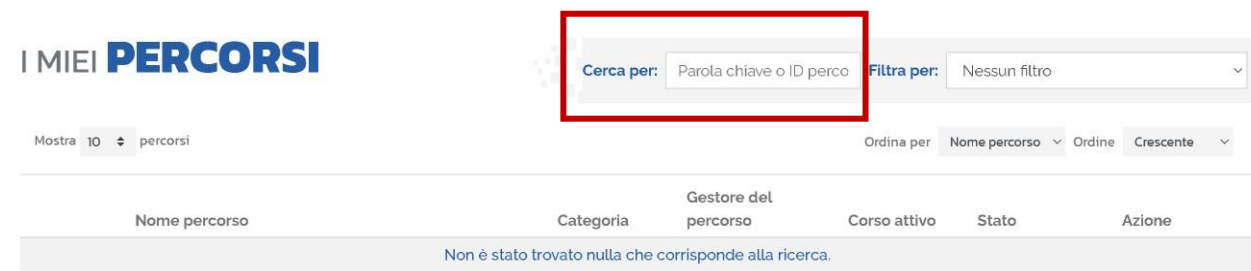 I MIEI PERCORSI
Cerca per: Parola chiave o ID perco Filtra per: Nessun filtro
Mostra 10 percorsi Ordina per Nome percorso Ordine Crescente
Nome percorso Categoria Gestore del percorso Corso attivo Stato Azione
Non è stato trovato nulla che corrisponde alla ricerca.